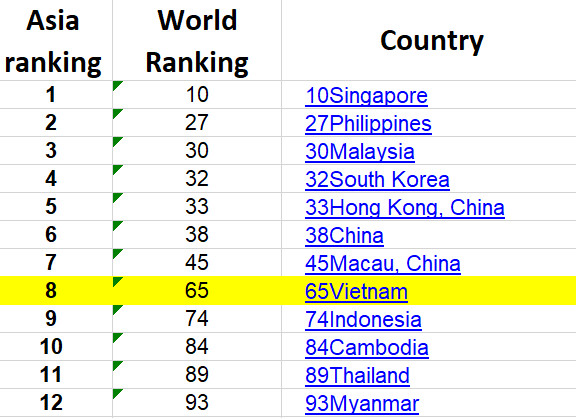 Asia ranking World Ranking Country
1 10 10Singapore
2 27 27Philippines
3 30 30Malaysia
4 32 32South Korea
5 33 33Hong Kong, China
6 38 38China
7 45 45Macau, China
8 65 65Vietnam
9 74 74Indonesia
10 84 84Cambodia
11 89 89Thailand
12 93 93Myanmar